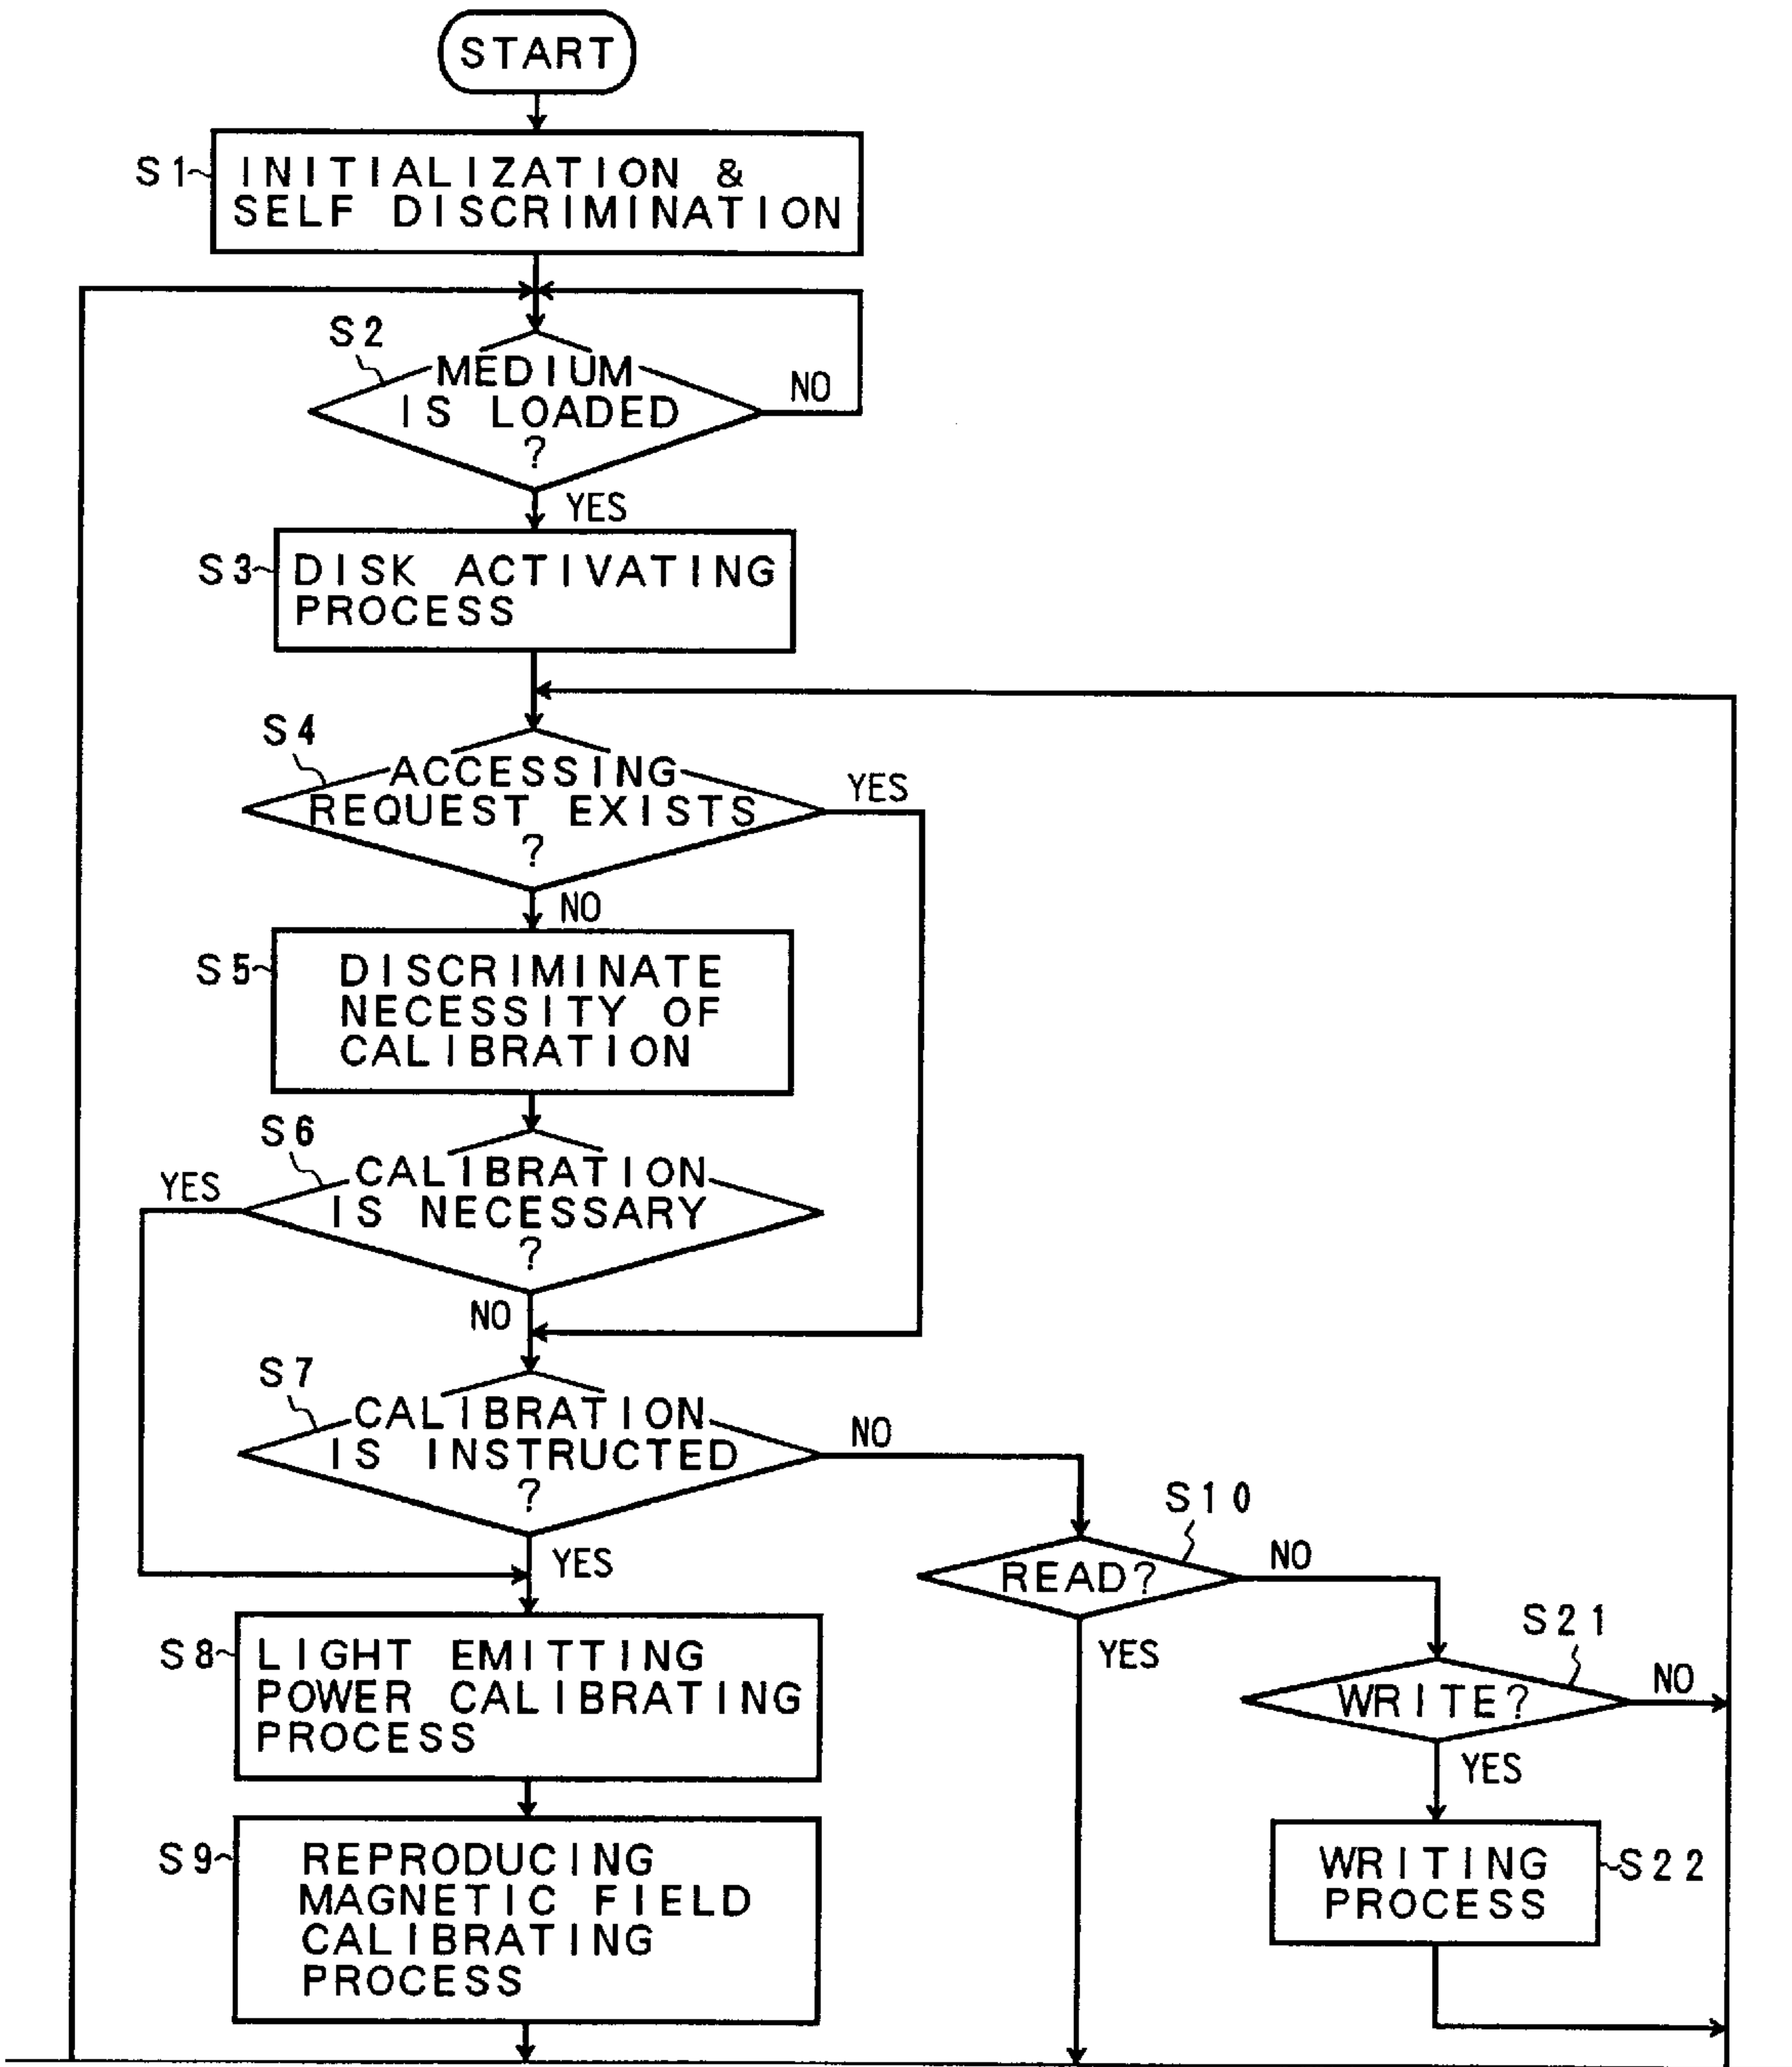 START
S1
INITIALIZATION &
SELF DISCRIMINATION
S2
MEDIUM
IS LOADED
?
NO
YES
S3
DISK ACTIVATING
PROCESS
S4
ACCESSING
REQUEST EXISTS
?
YES
NO
S5
DISCRIMINATE
NECESSITY OF
CALIBRATION
S6
YES
CALIBRATION
IS NECESSARY
?
NO
S7
CALIBRATION
IS INSTRUCTED
?
NO
YES
S10
READ?
NO
YES
S21
WRITE?
NO
YES
S8
LIGHT EMITTING
POWER CALIBRATING
PROCESS
S9
REPRODUCING
MAGNETIC FIELD
CALIBRATING
PROCESS
WRITING
PROCESS
S22